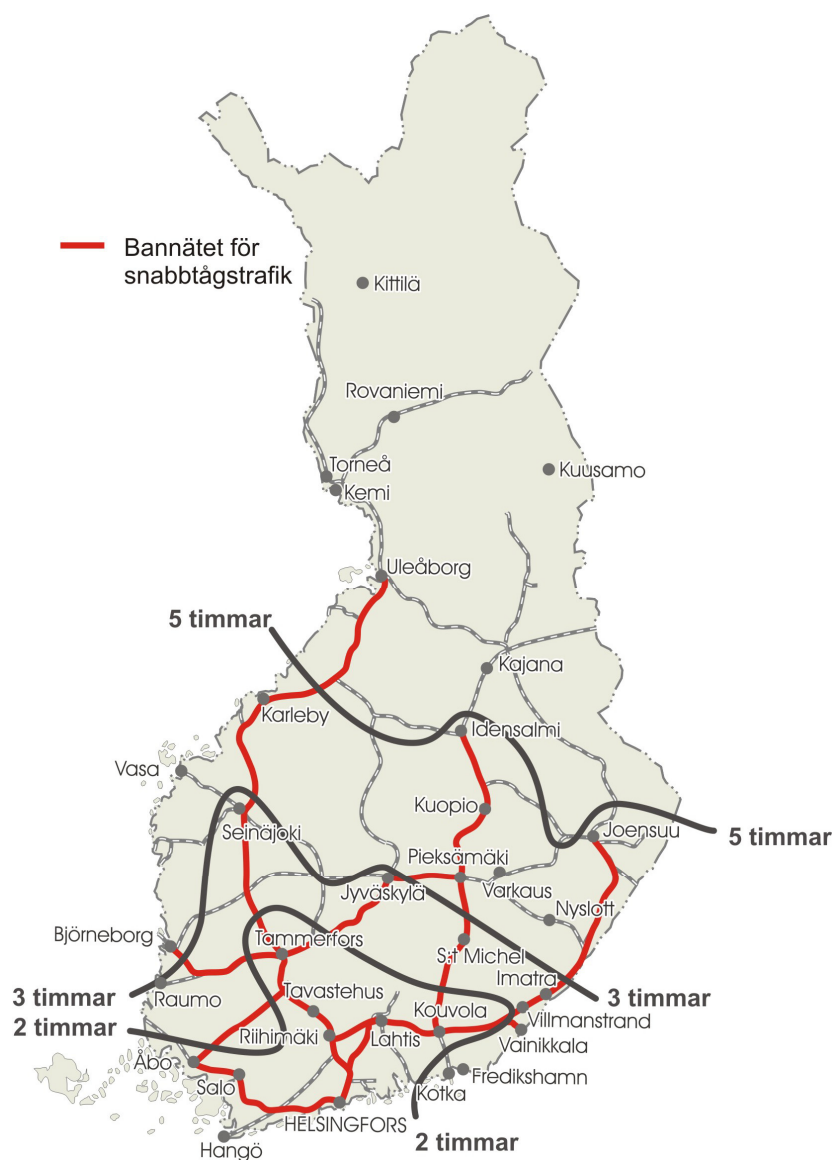 Bannätet för
snabbtågstrafik
Kittilä
Rovaniemi
Torneå
Kemi
Kuusamo
Uleåborg
5 timmar
Kajana
Karleby
Idensalmi
Vasa
Kuopio
Seinäjoki
Joensuu
5 timmar
Pieksämäki
Jyväskylä
Varkaus
Nyslott
Björneborg
Tammerfors
S:t Michel
Imatra
3 timmar
Raumo
Tavastehus
3 timmar
2 timmar
Kouvola
Villmanstrand
Riihimäki
Lahtis
Vainikkala
Åbo
Fredikshamn
Salo
Kotka
HELSINGFORS
2 timmar
Hangö